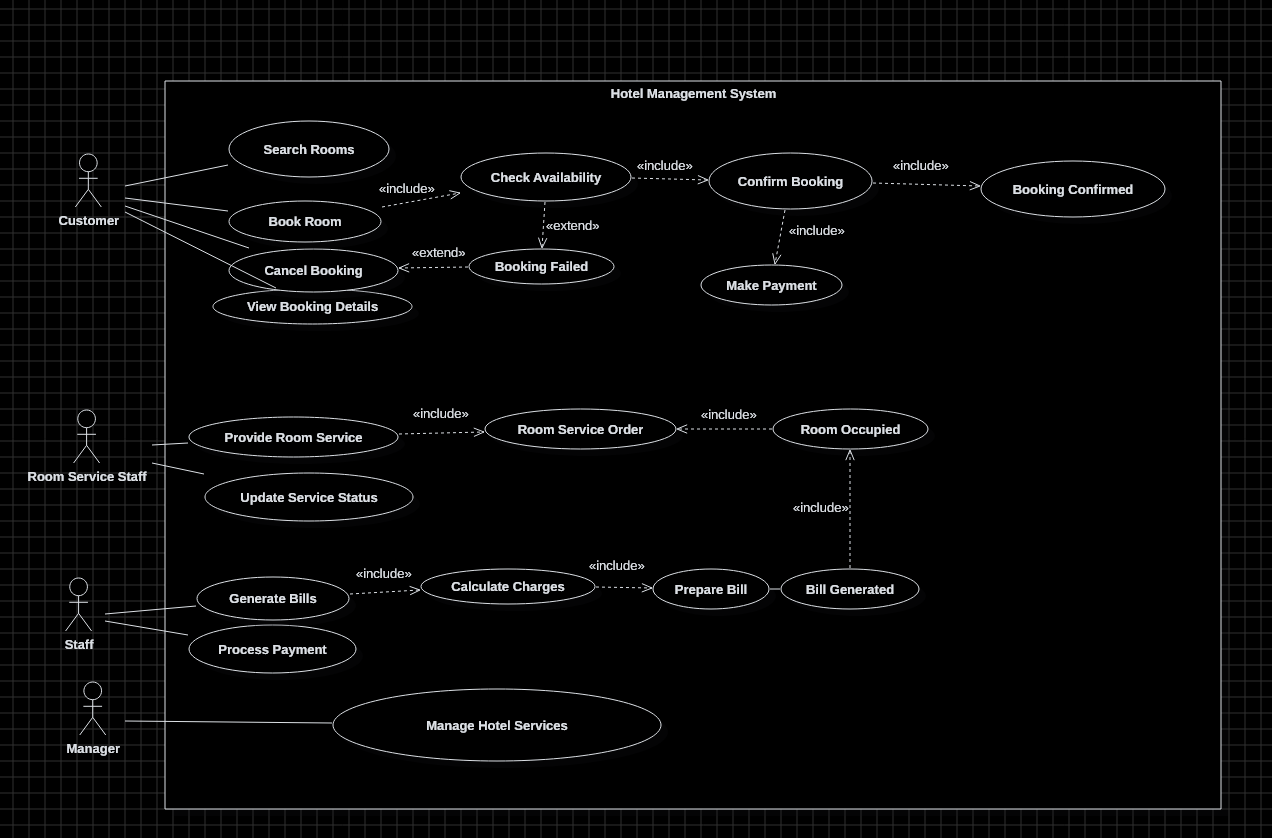 Hotel Management System
Search Rooms
Check Availability
«include»
Confirm Booking
«include»
Booking Confirmed
«include»
Customer
Book Room
«extend»
«include»
Cancel Booking
«extend»
Booking Failed
Make Payment
View Booking Details
Provide Room Service
«include»
Room Service Order
«include»
Room Occupied
Room Service Staff
Update Service Status
«include»
Generate Bills
«include»
Calculate Charges
«include»
Prepare Bill
Bill Generated
Staff
Process Payment
Manager
Manage Hotel Services